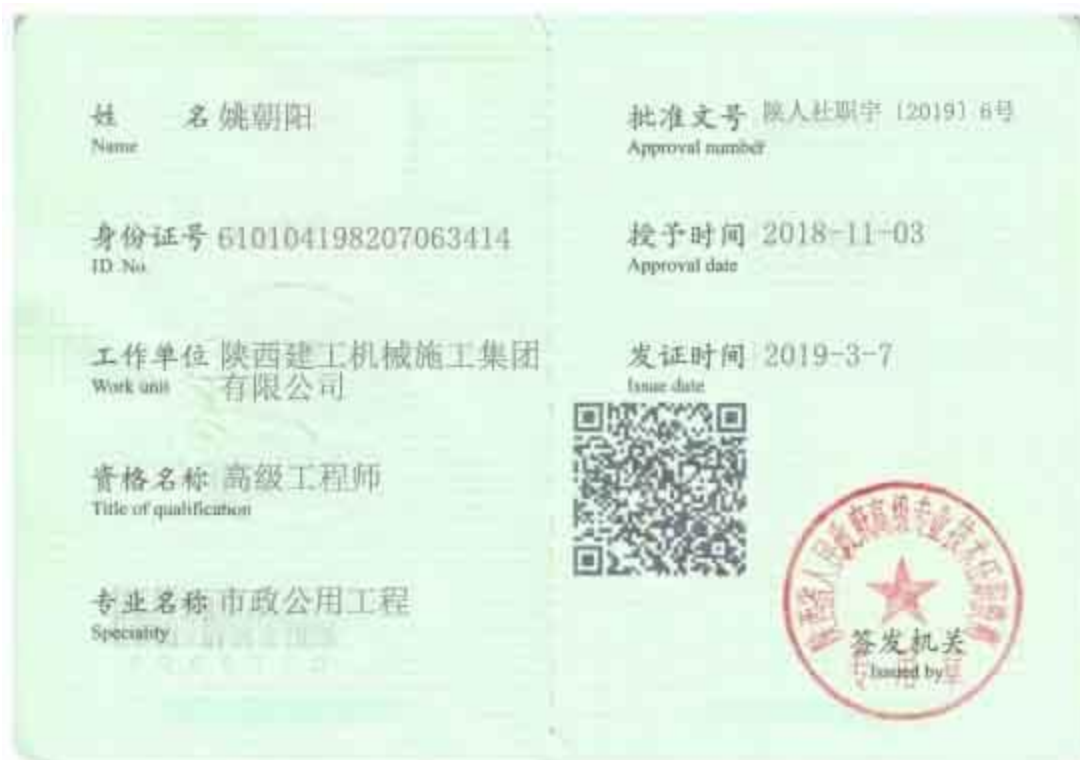 姓 名 姚朝阳
Name
身份证号 610104198207063414
ID No.
工作单位 陕西建工机械施工集团
Work unit 有限公司
资格名称 高级工程师
Title of qualification
专业名称 市政公用工程
Speciality
批准文号 陕人社职字〔2019〕6号
Approval number
授予时间 2018-11-03
Approval date
发证时间 2019-3-7
Issue date
签发机关
Issued by
专用章